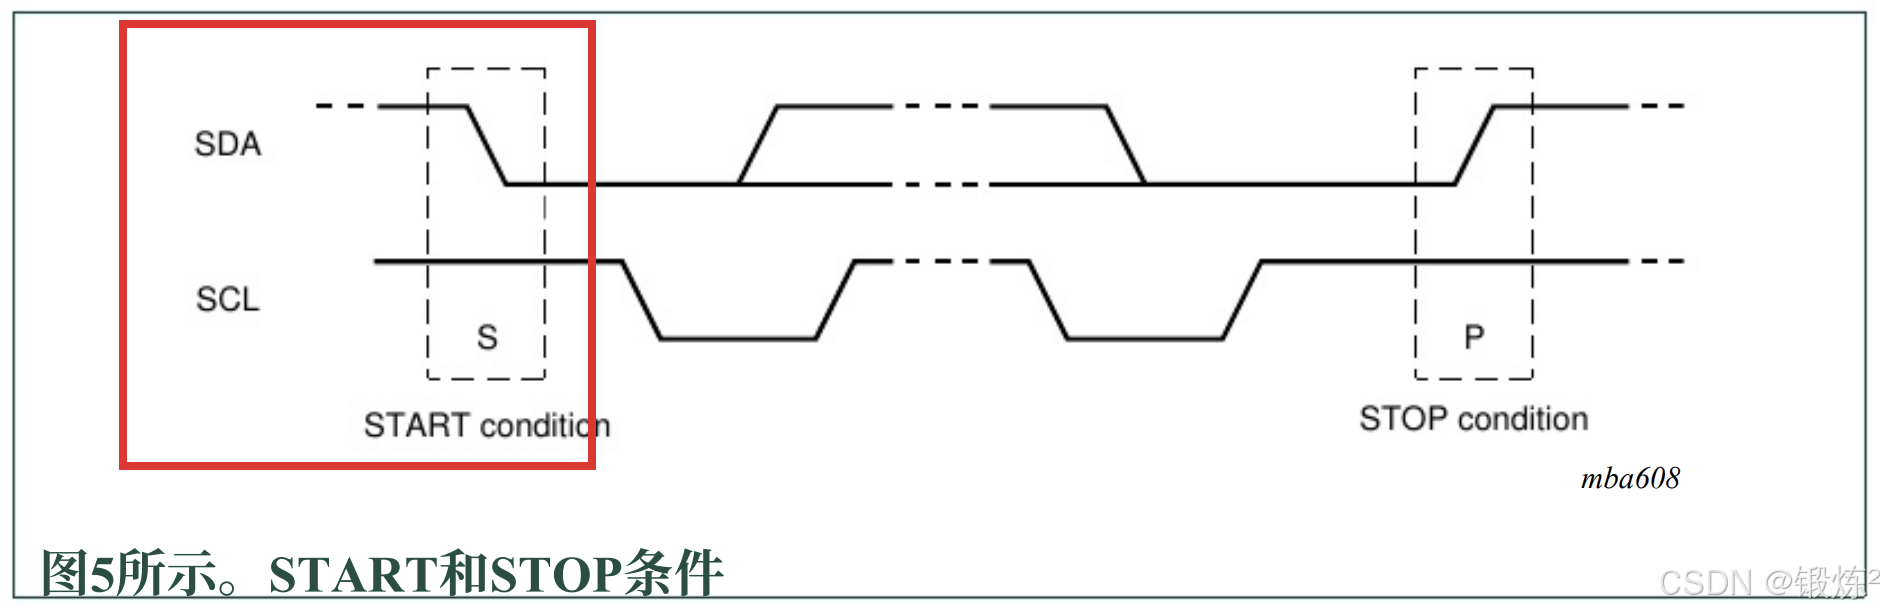 SDA
SCL
S
P
START condition
STOP condition
mba608
图5所示。START和STOP条件
CSDN @锻炼²